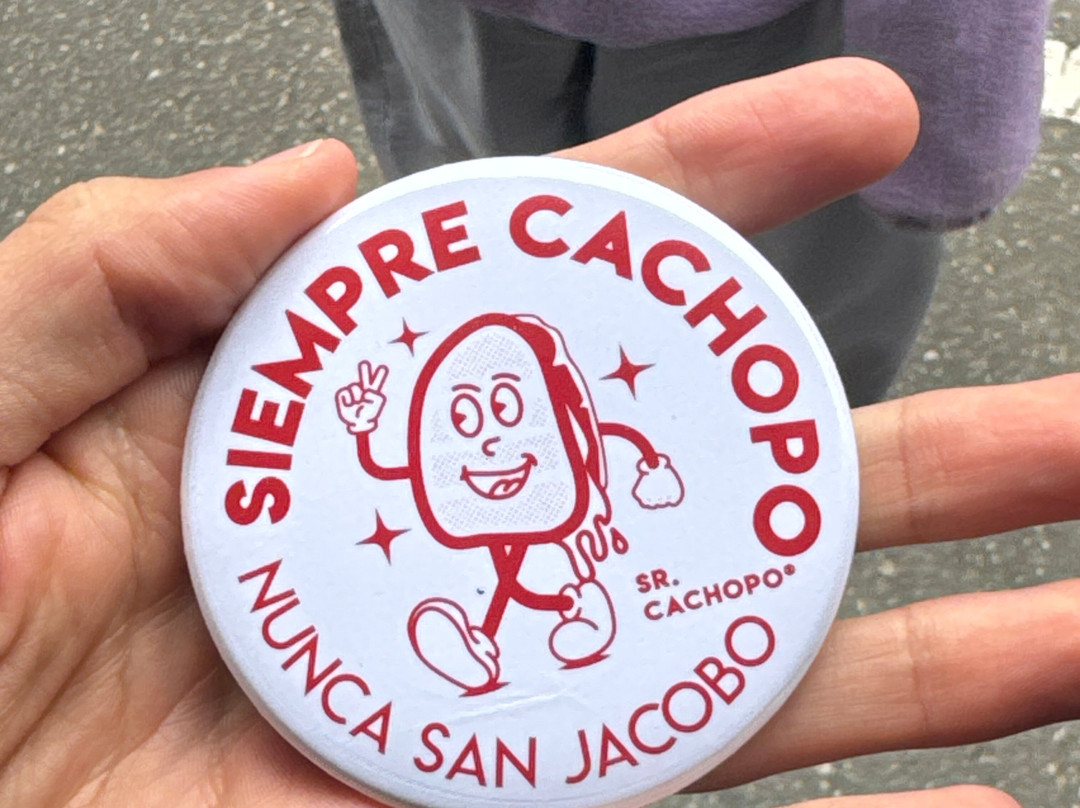 SIEMPRE CACHOPO
SR.
CACHOPO®
NUNCA SAN JACOBO